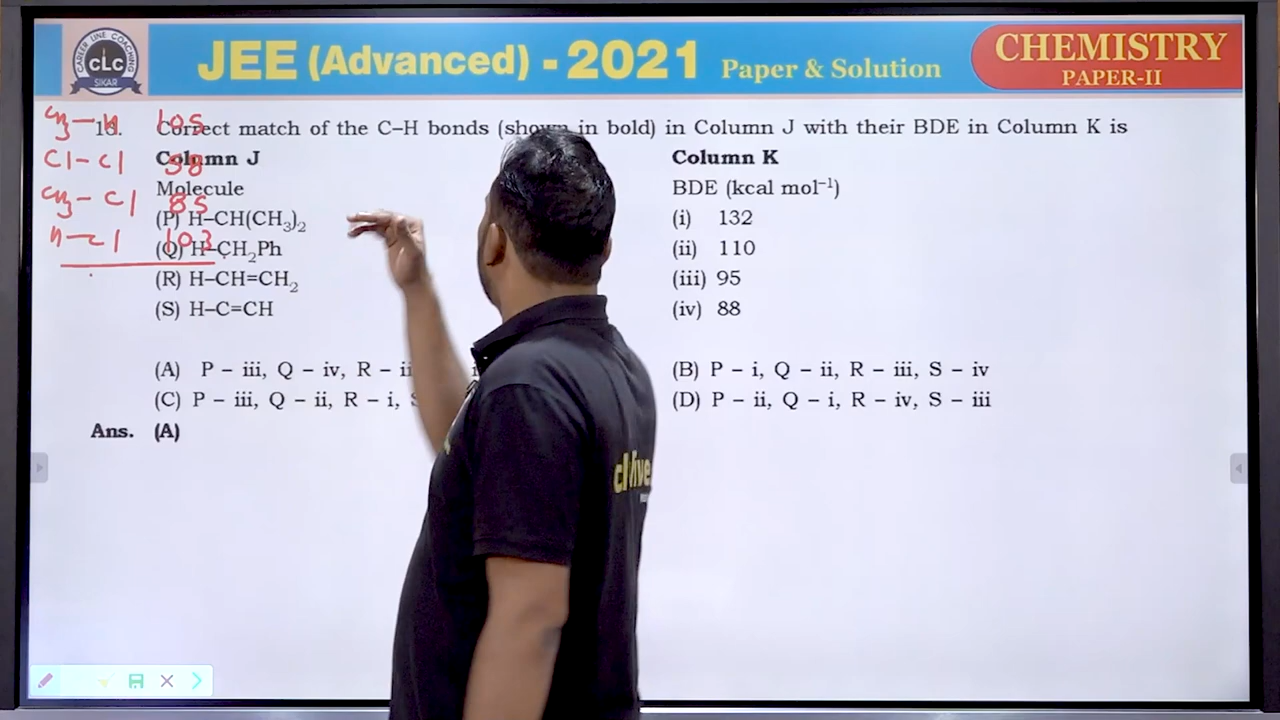 CAREER LINE COACHING
CLC
SIKAR
JEE (Advanced) - 2021 Paper & Solution
CHEMISTRY
PAPER-II
CH3-H 105
Cl-Cl 58
CH3-Cl 85
H-Cl 103
Correct match of the C–H bonds (shown in bold) in Column J with their BDE in Column K is
Column J Column K
Molecule BDE (kcal mol⁻¹)
(P) H–CH(CH₃)₂ (i) 132
(Q) H–CH₂Ph (ii) 110
(R) H–CH=CH₂ (iii) 95
(S) H–C=CH (iv) 88
(A) P – iii, Q – iv, R – ii (B) P – i, Q – ii, R – iii, S – iv
(C) P – iii, Q – ii, R – i, (D) P – ii, Q – i, R – iv, S – iii
Ans. (A)